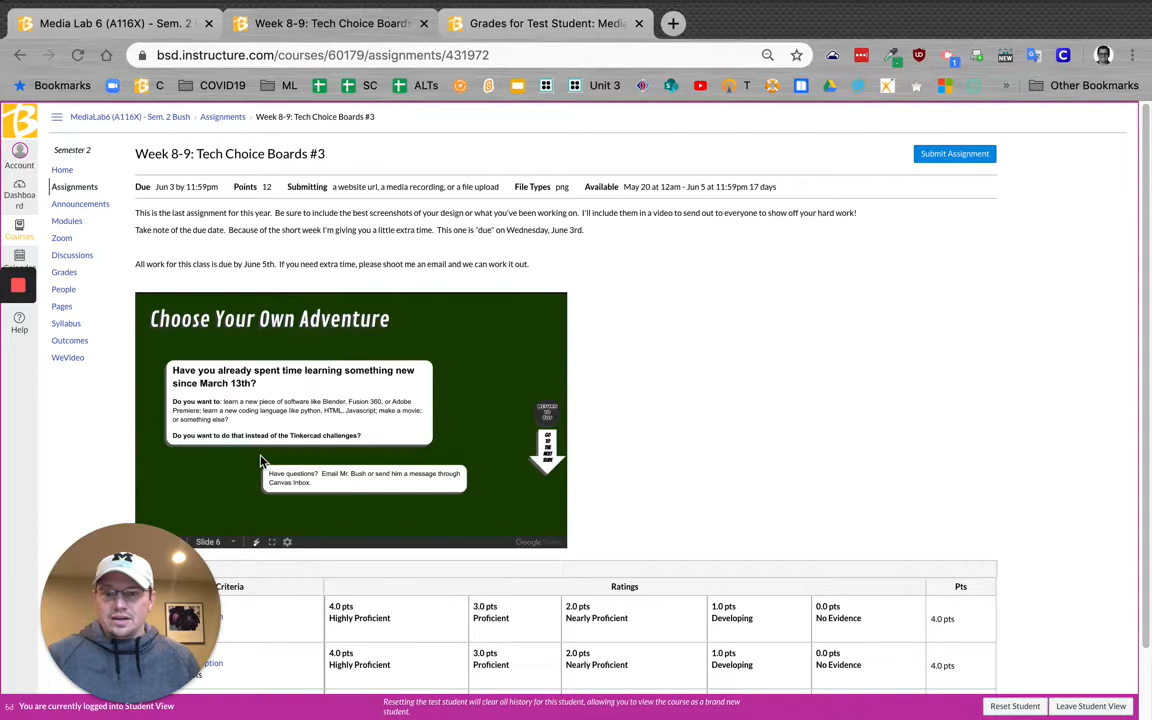 Media Lab 6 (A116X) - Sem. 2
Week 8-9: Tech Choice Boards
Grades for Test Student: Medi
bsd.instructure.com/courses/60179/assignments/431972
Bookmarks
C
COVID19
ML
SC
ALTs
Unit 3
T
»
Other Bookmarks
MediaLab6 (A116X) - Sem. 2 Bush
Assignments
Week 8-9: Tech Choice Boards #3
Account
Dashboa
rd
Courses
Help
Semester 2
Home
Assignments
Announcements
Modules
Zoom
Discussions
Grades
People
Pages
Syllabus
Outcomes
WeVideo
Week 8-9: Tech Choice Boards #3
Submit Assignment
Due Jun 3 by 11:59pm Points 12 Submitting a website url, a media recording, or a file upload File Types png Available May 20 at 12am - Jun 5 at 11:59pm 17 days
This is the last assignment for this year. Be sure to include the best screenshots of your design or what you've been working on. I'll include them in a video to send out to everyone to show off your hard work!
Take note of the due date. Because of the short week I'm giving you a little extra time. This one is "due" on Wednesday, June 3rd.
All work for this class is due by June 5th. If you need extra time, please shoot me an email and we can work it out.
Choose Your Own Adventure
Have you already spent time learning something new
since March 13th?
Do you want to: learn a new piece of software like Blender, Fusion 360, or Adobe
Premiere; learn a new coding language like python, HTML, Javascript; make a movie;
or something else?
Do you want to do that instead of the Tinkercad challenges?
Have questions? Email Mr. Bush or send him a message through
Canvas Inbox.
RETURN
TO
GO
TO
THE
NEXT
SLIDE
Slide 6
Google Slides
Criteria
Ratings
Pts
4.0 pts
Highly Proficient
3.0 pts
Proficient
2.0 pts
Nearly Proficient
1.0 pts
Developing
0.0 pts
No Evidence
4.0 pts
4.0 pts
Highly Proficient
3.0 pts
Proficient
2.0 pts
Nearly Proficient
1.0 pts
Developing
0.0 pts
No Evidence
4.0 pts
M
You are currently logged into Student View
Resetting the test student will clear all history for this student, allowing you to view the course as a brand new
student.
Reset Student
Leave Student View